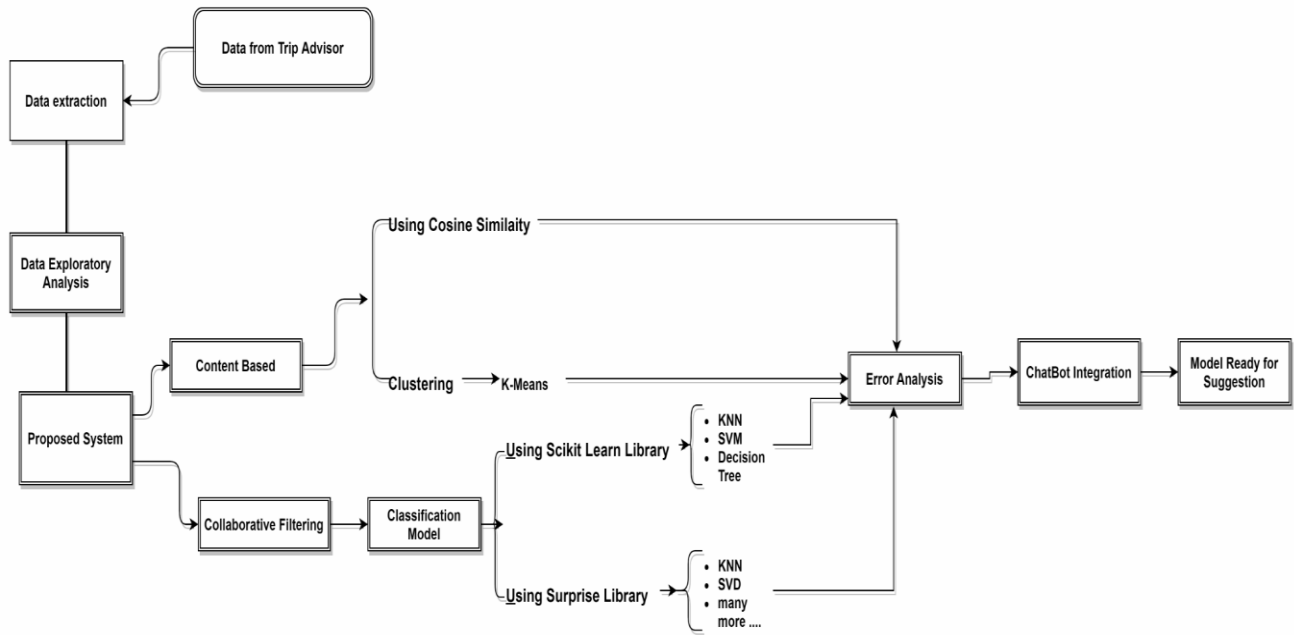 Data from Trip Advisor
Data extraction
Data Exploratory
Analysis
Proposed System
Content Based
Using Cosine Similaity
Clustering
K-Means
Collaborative Filtering
Classification
Model
Using Scikit Learn Library
• KNN
• SVM
• Decision
Tree
Using Surprise Library
• KNN
• SVD
• many
more ....
Error Analysis
ChatBot Integration
Model Ready for
Suggestion